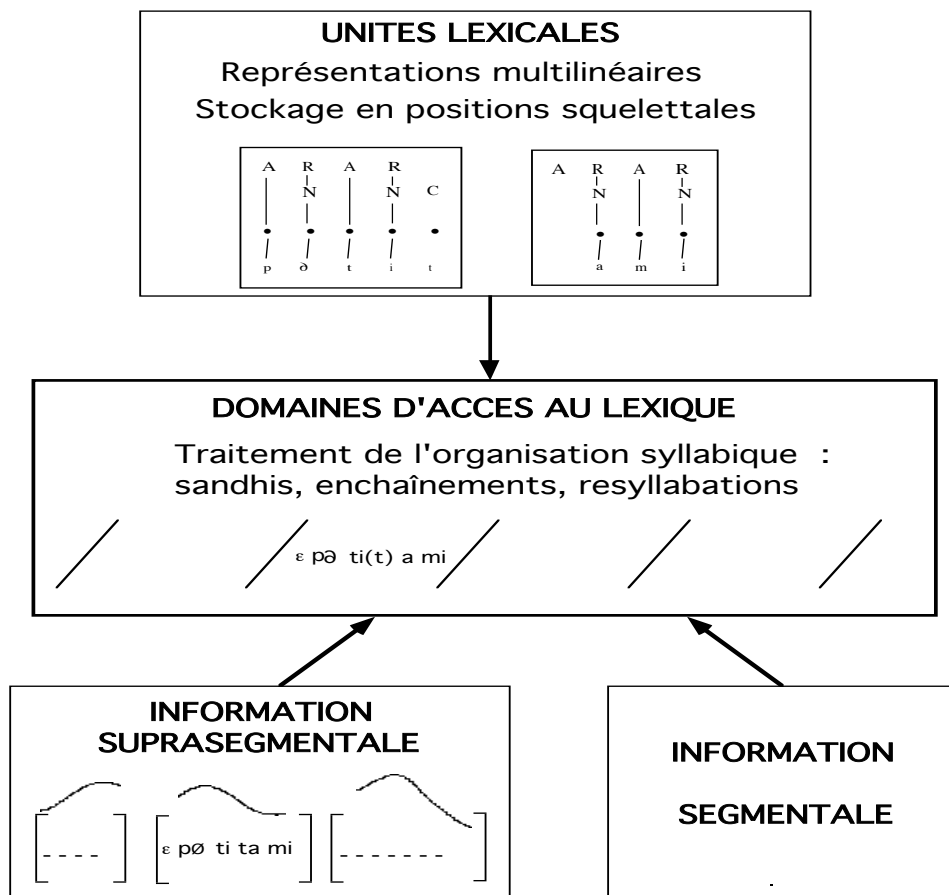 UNITES LEXICALES
Représentations multilinéaires
Stockage en positions squelettales
A R A R
N N C
p ə t i t
A R A R
N N
a m i
DOMAINES D'ACCES AU LEXIQUE
Traitement de l'organisation syllabique :
sandhis, enchaînements, resyllabations
ε pə ti(t) a mi
INFORMATION
SUPRASEGMENTALE
ε pø ti ta mi
INFORMATION
SEGMENTALE